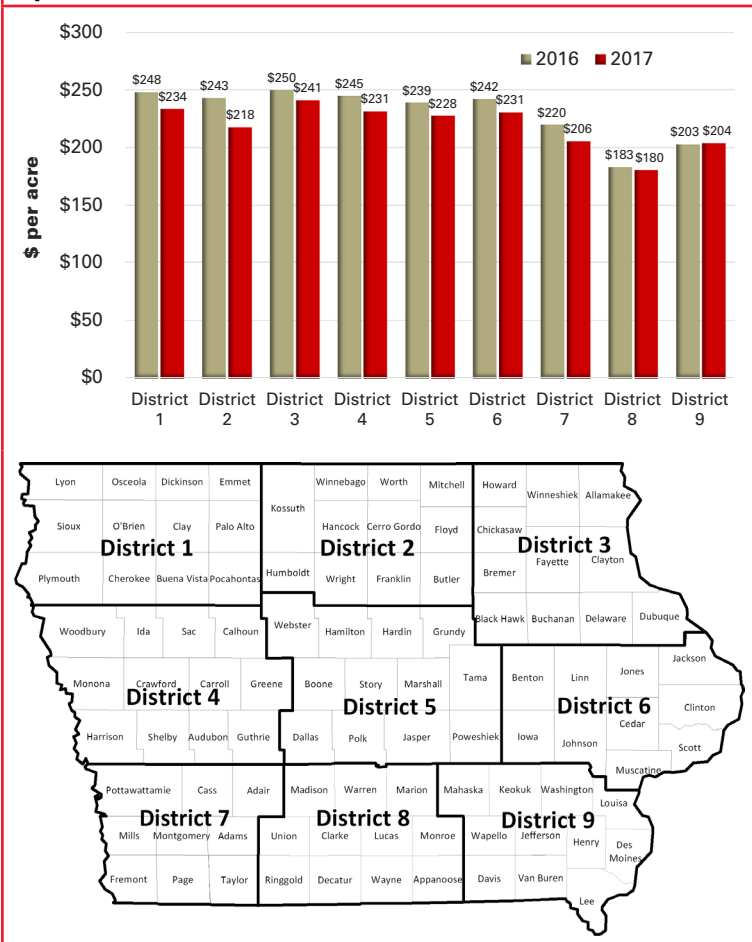 $300
2016 2017
$250
$200
$150
$100
$50
$0
$ per acre
$248 $234 $243 $218 $250 $241 $245 $231 $239 $228 $242 $231 $220 $206 $183 $180 $203 $204
District 1
District 2
District 3
District 4
District 5
District 6
District 7
District 8
District 9
Lyon Osceola Dickinson Emmet
Kossuth
Winnebago Worth Mitchell
Howard
Winneshiek Allamakee
Sioux O'Brien Clay Palo Alto
Hancock Cerro Gordo Floyd
Chickasaw
District 1
District 2
District 3
Fayette Clayton
Plymouth Cherokee Buena Vista Pocahontas
Humboldt Wright Franklin Butler
Bremer
Black Hawk Buchanan Delaware Dubuque
Woodbury Ida Sac Calhoun
Webster Hamilton Hardin Grundy
Jackson
Monona Crawford Carroll Greene
Boone Story Marshall Tama
Benton Linn Jones
District 4
District 5
District 6
Clinton
Cedar
Harrison Shelby Audubon Guthrie
Dallas Polk Jasper Poweshiek
Iowa Johnson Scott
Muscatine
Pottawattamie Cass Adair
Madison Warren Marion
Mahaska Keokuk Washington
Louisa
District 7
District 8
District 9
Mills Montgomery Adams
Union Clarke Lucas Monroe
Wapello Jefferson Henry Des Moines
Fremont Page Taylor
Ringgold Decatur Wayne Appanoose
Davis Van Buren
Lee